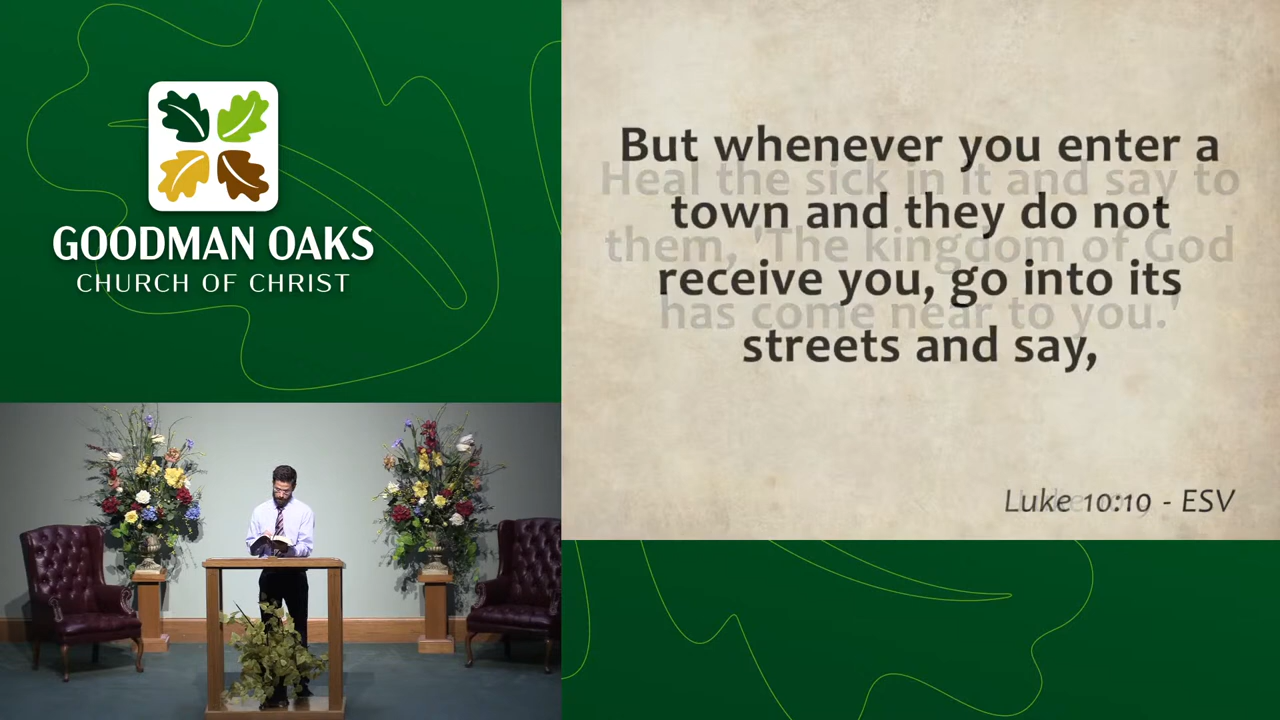 GOODMAN OAKS
CHURCH OF CHRIST
But whenever you enter a
town and they do not
receive you, go into its
streets and say,
Heal the sick in it and say to
them, 'The kingdom of God
has come near to you.'
Luke 10:10 - ESV